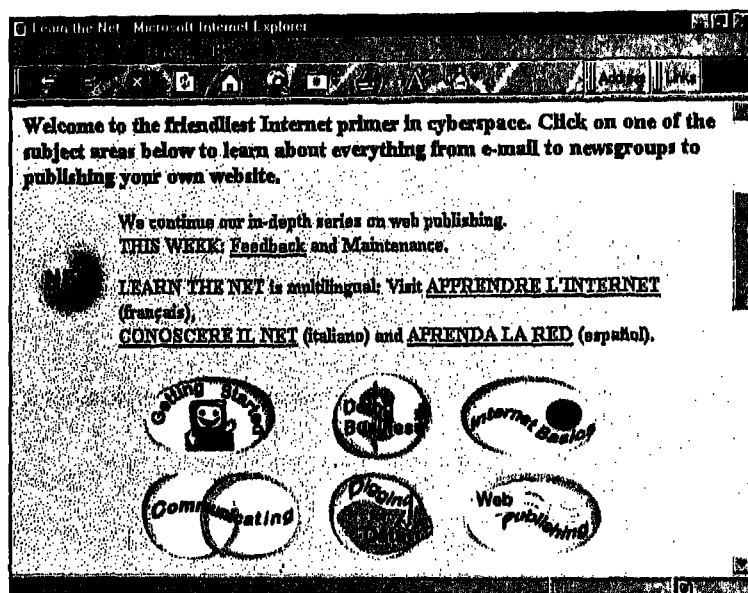 Learn the Net - Microsoft Internet Explorer
Address Links
Welcome to the friendliest Internet primer in cyberspace. Click on one of the
subject areas below to learn about everything from e-mail to newsgroups to
publishing your own website.
We continue our in-depth series on web publishing.
THIS WEEK: Feedback and Maintenance.
LEARN THE NET is multilingual: Visit APPRENDRE L'INTERNET
(français),
CONOSCERE IL NET (italiano) and APRENDA LA RED (español).
Getting Started
Doing
Business
Internet Basics
Communicating
Digging
Data
Web
Publishing